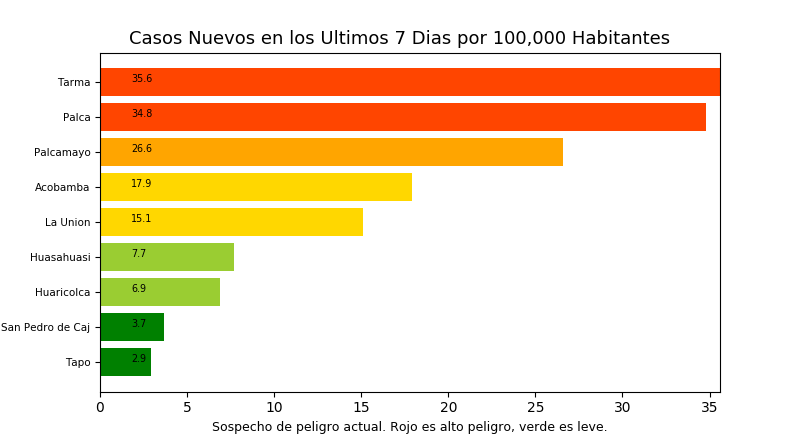 Casos Nuevos en los Ultimos 7 Dias por 100,000 Habitantes
Tarma 35.6
Palca 34.8
Palcamayo 26.6
Acobamba 17.9
La Union 15.1
Huasahuasi 7.7
Huaricolca 6.9
San Pedro de Caj 3.7
Tapo 2.9
0 5 10 15 20 25 30 35
Sospecho de peligro actual. Rojo es alto peligro, verde es leve.